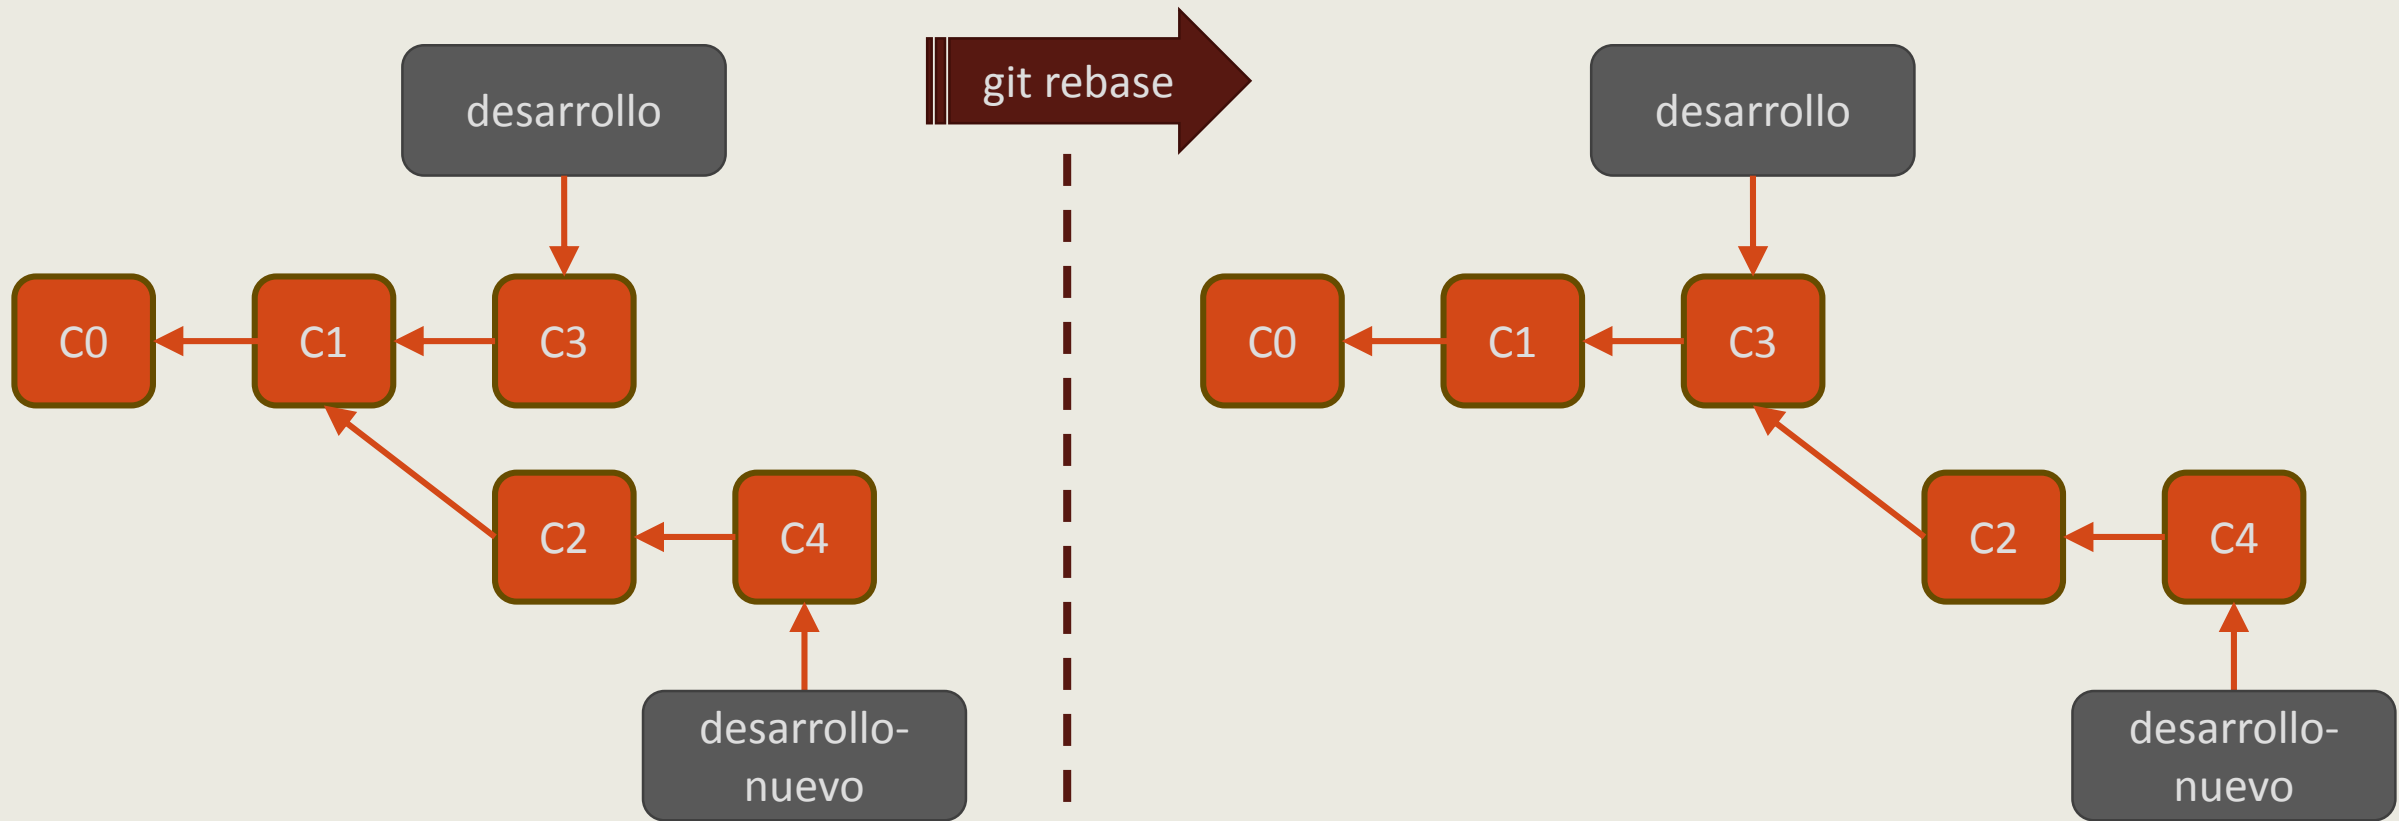 desarrollo
C0
C1
C3
C2
C4
desarrollo-
nuevo
git rebase
desarrollo
C0
C1
C3
C2
C4
desarrollo-
nuevo